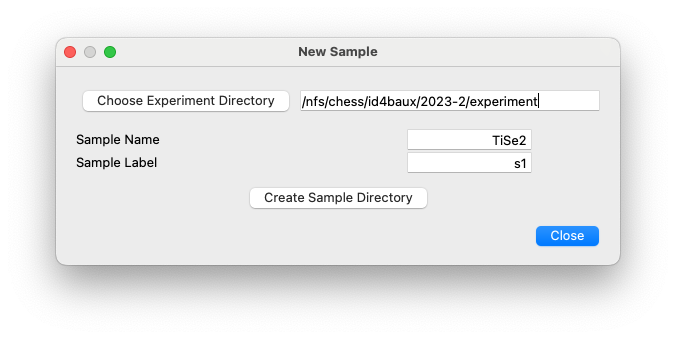 New Sample
Choose Experiment Directory /nfs/chess/id4baux/2023-2/experiment
Sample Name TiSe2
Sample Label s1
Create Sample Directory
Close